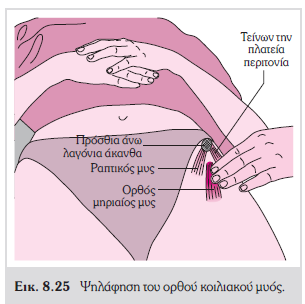 Τείνων την
πλατεία
περιτονία
Πρόσθια άνω
λαγόνια άκανθα
Ραπτικός μυς
Ορθός
μηριαίος μυς
Εικ. 8.25 Ψηλάφηση του ορθού κοιλιακού μυός.